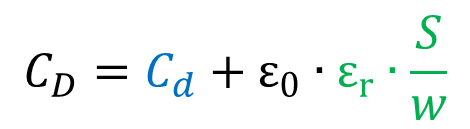 C_D = C_d + ε₀ · ε_r · S/w